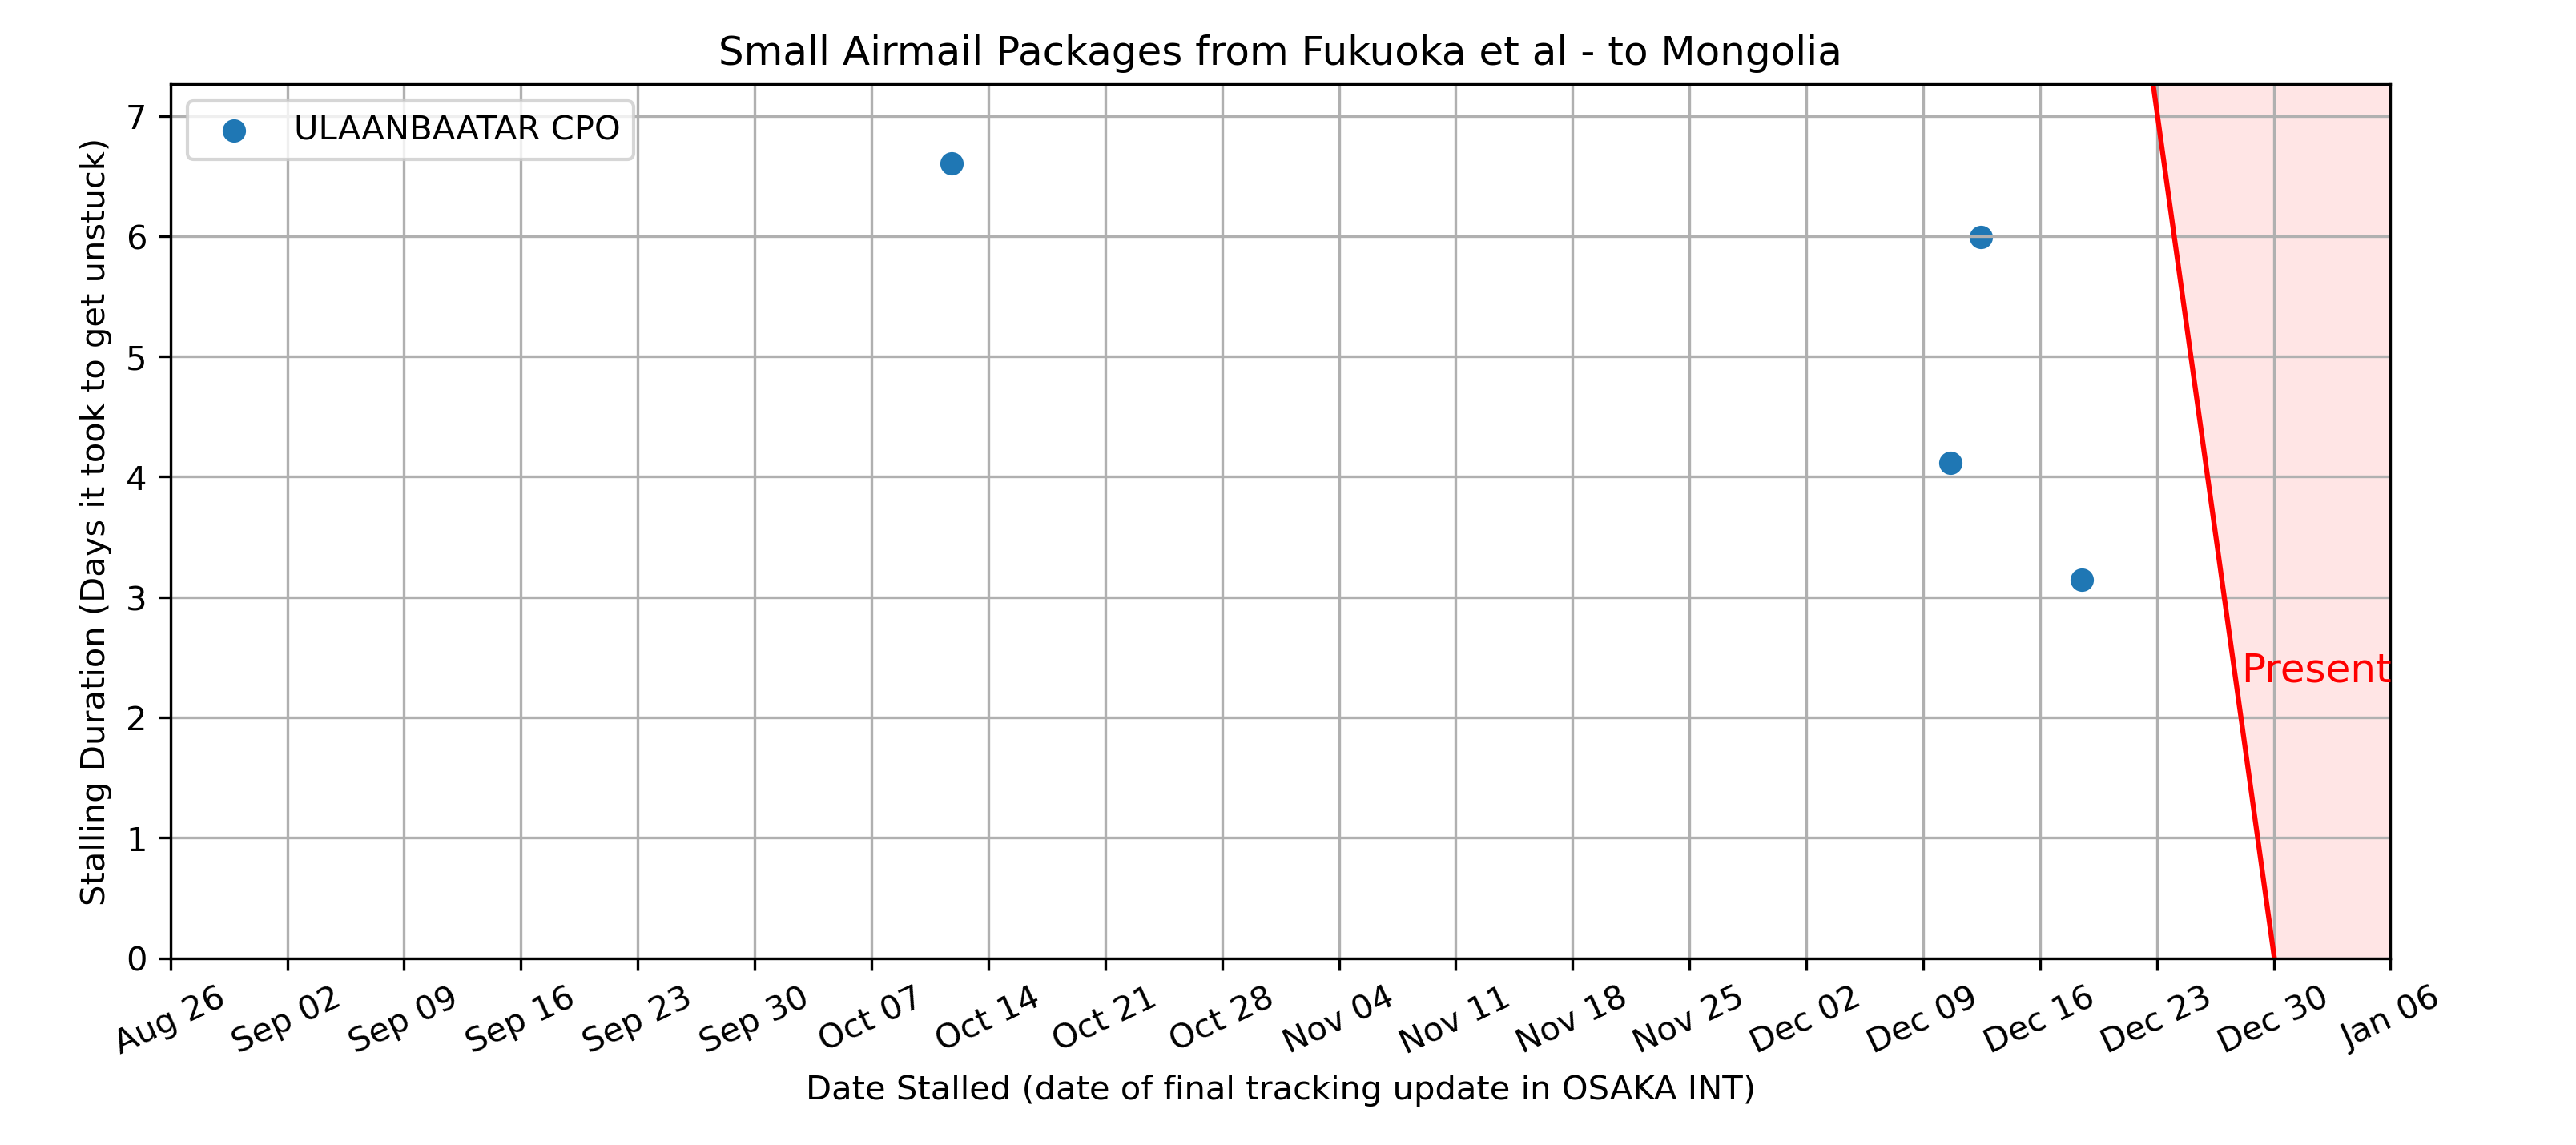 Small Airmail Packages from Fukuoka et al - to Mongolia
ULAANBAATAR CPO
Stalling Duration (Days it took to get unstuck)
7
6
5
4
3
2
1
0
Present
Aug 26
Sep 02
Sep 09
Sep 16
Sep 23
Sep 30
Oct 07
Oct 14
Oct 21
Oct 28
Nov 04
Nov 11
Nov 18
Nov 25
Dec 02
Dec 09
Dec 16
Dec 23
Dec 30
Jan 06
Date Stalled (date of final tracking update in OSAKA INT)